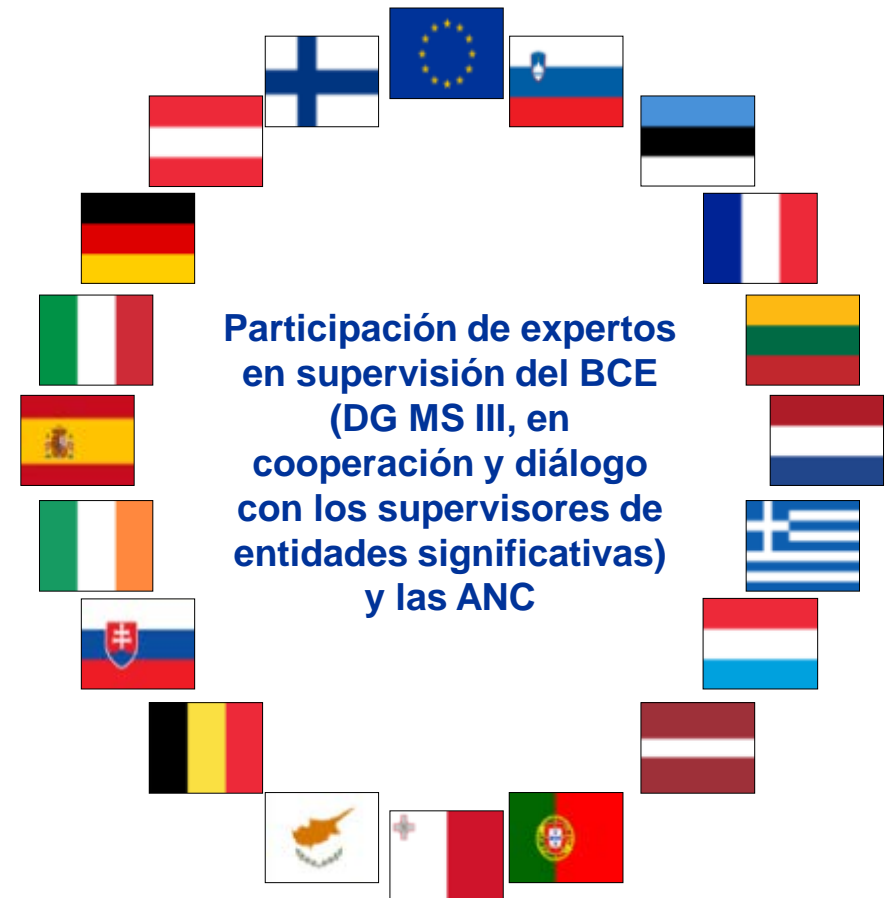 Participación de expertos
en supervisión del BCE
(DG MS III, en
cooperación y diálogo
con los supervisores de
entidades significativas)
y las ANC